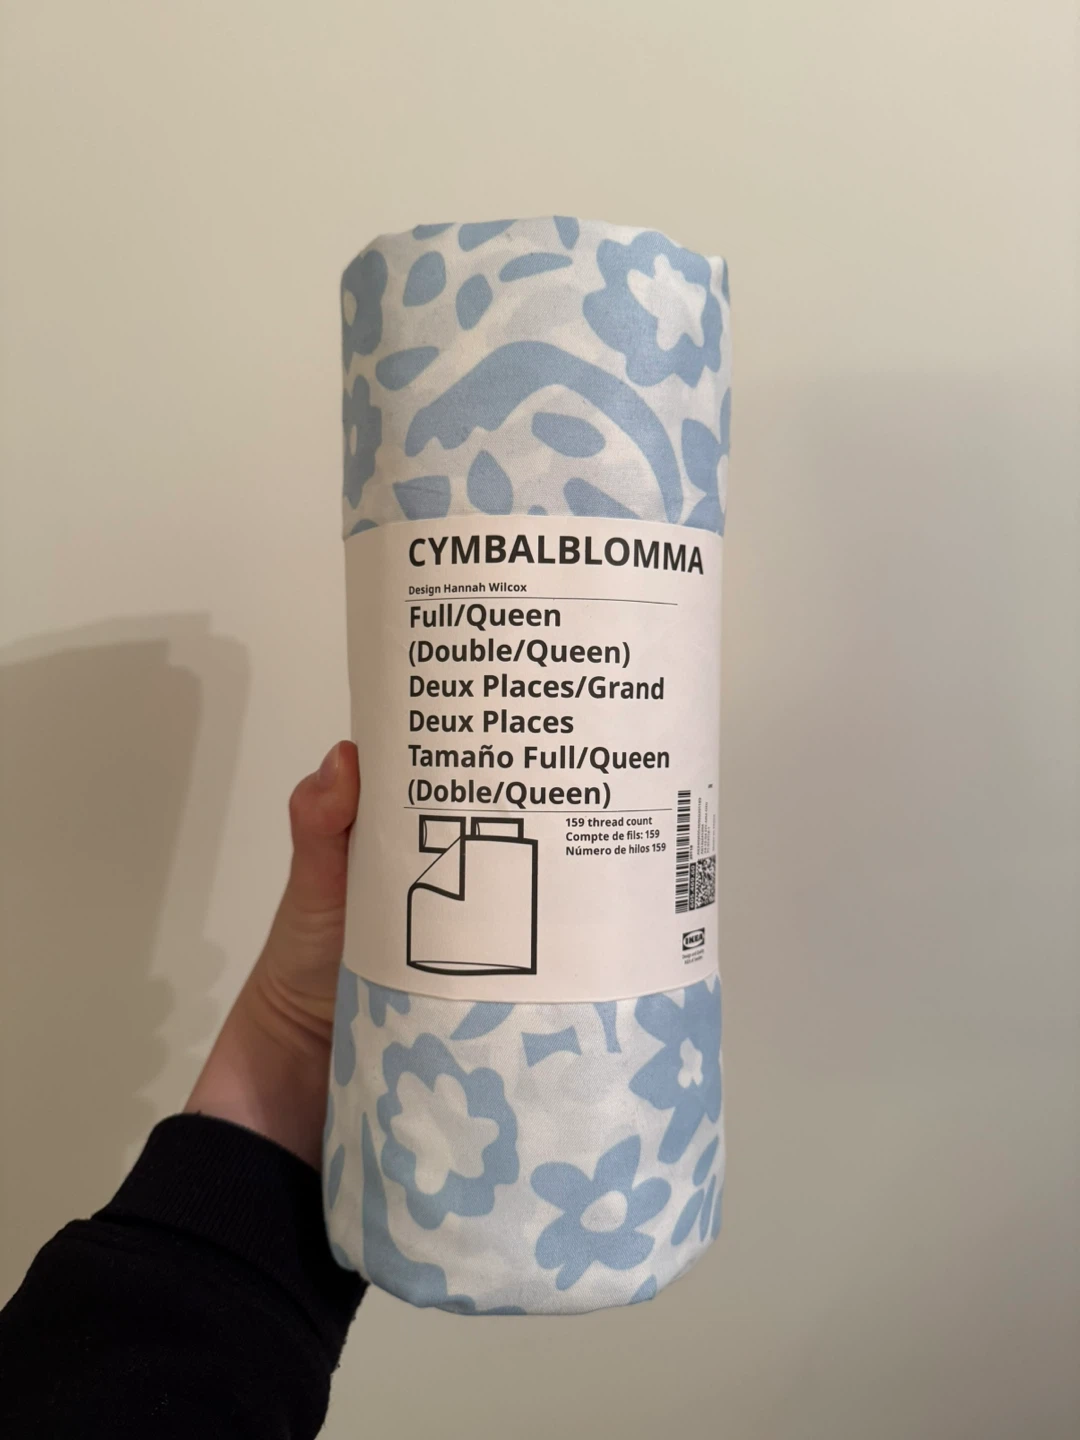 CYMBALBLOMMA
Design Hannah Wilcox
Full/Queen
(Double/Queen)
Deux Places/Grand
Deux Places
Tamaño Full/Queen
(Doble/Queen)
159 thread count
Compte de fils: 159
Número de hilos 159
IKEA